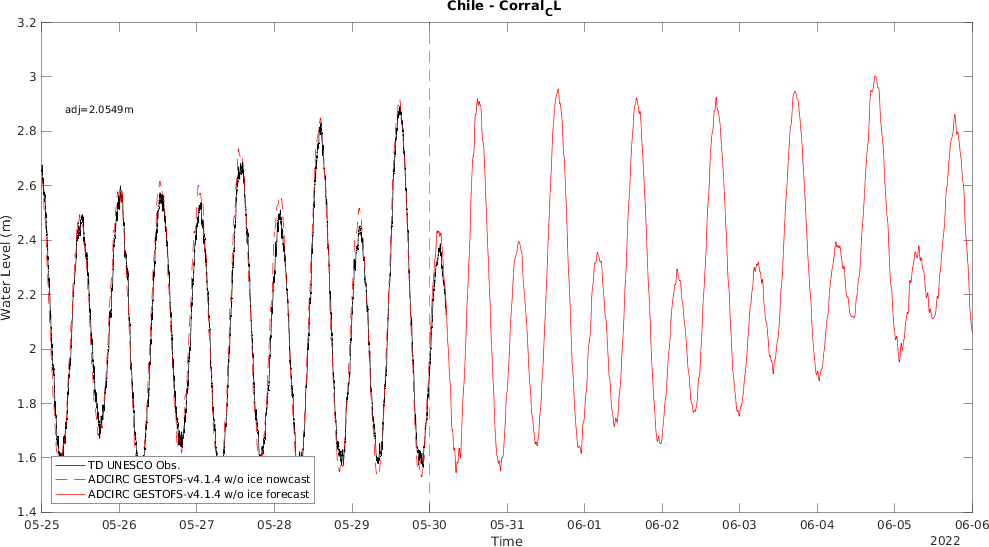 Chile - Corral_CL
3.2
3
2.8
2.6
2.4
2.2
2
1.8
1.6
1.4
Water Level (m)
adj=2.0549m
TD UNESCO Obs.
ADCIRC GESTOFS-v4.1.4 w/o ice nowcast
ADCIRC GESTOFS-v4.1.4 w/o ice forecast
05-25 05-26 05-27 05-28 05-29 05-30 05-31 06-01 06-02 06-03 06-04 06-05 06-06
Time
2022